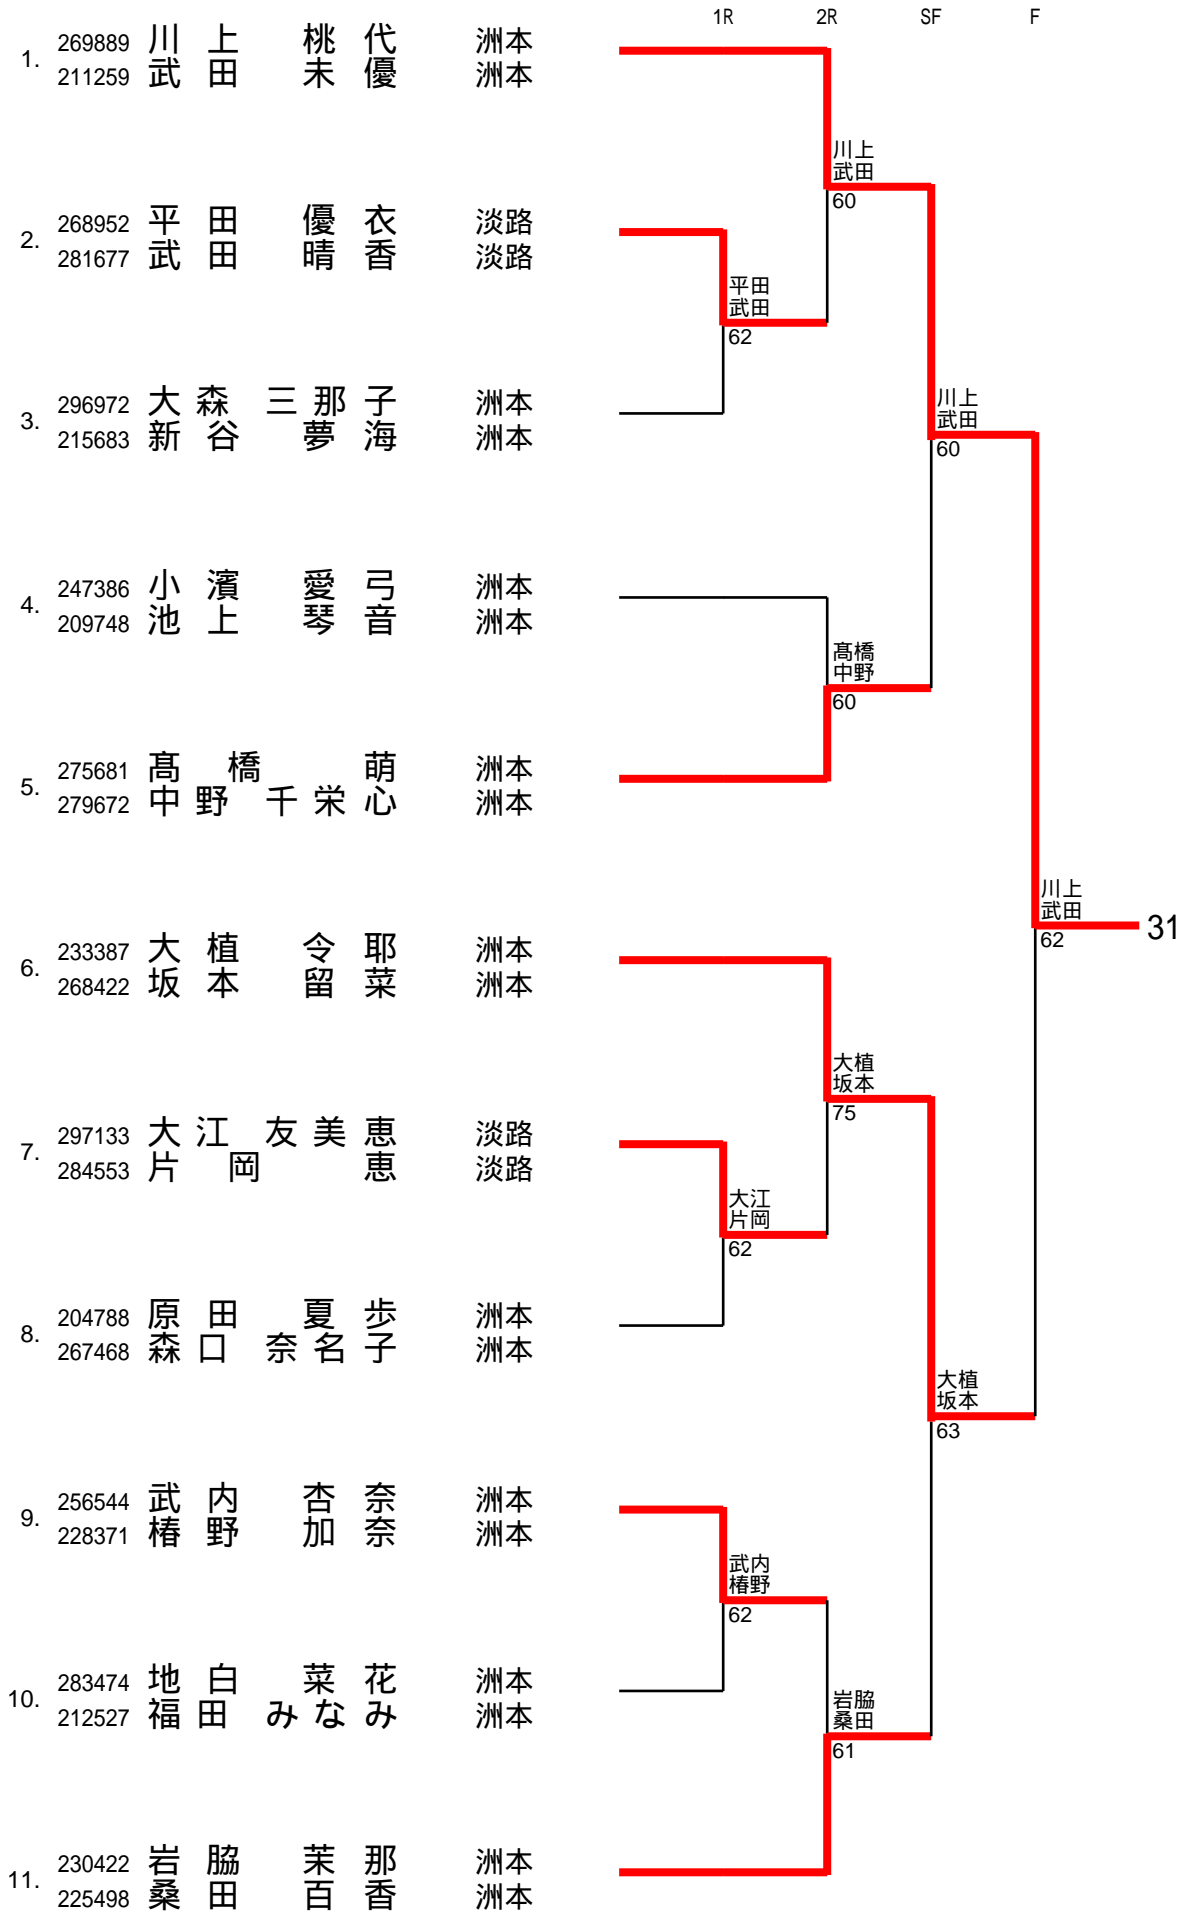 1R 2R SF F
1. 269889 川上 桃代 洲本
211259 武田 未優 洲本
川上
武田
60
2. 268952 平田 優衣 淡路
281677 武田 晴香 淡路
平田
武田
62
3. 296972 大森 三那子 洲本
215683 新谷 夢海 洲本
川上
武田
60
4. 247386 小濱 愛弓 洲本
209748 池上 琴音 洲本
髙橋
中野
60
5. 275681 髙橋 萌 洲本
279672 中野 千栄心 洲本
川上
武田
62
31
6. 233387 大植 令耶 洲本
268422 坂本 留菜 洲本
大植
坂本
75
7. 297133 大江 友美恵 淡路
284553 片岡 恵 淡路
大江
片岡
62
8. 204788 原田 夏歩 洲本
267468 森口 奈名子 洲本
大植
坂本
63
9. 256544 武内 杏奈 洲本
228371 椿野 加奈 洲本
武内
椿野
62
10. 283474 地白 菜花 洲本
212527 福田 みなみ 洲本
岩脇
桑田
61
11. 230422 岩脇 茉那 洲本
225498 桑田 百香 洲本